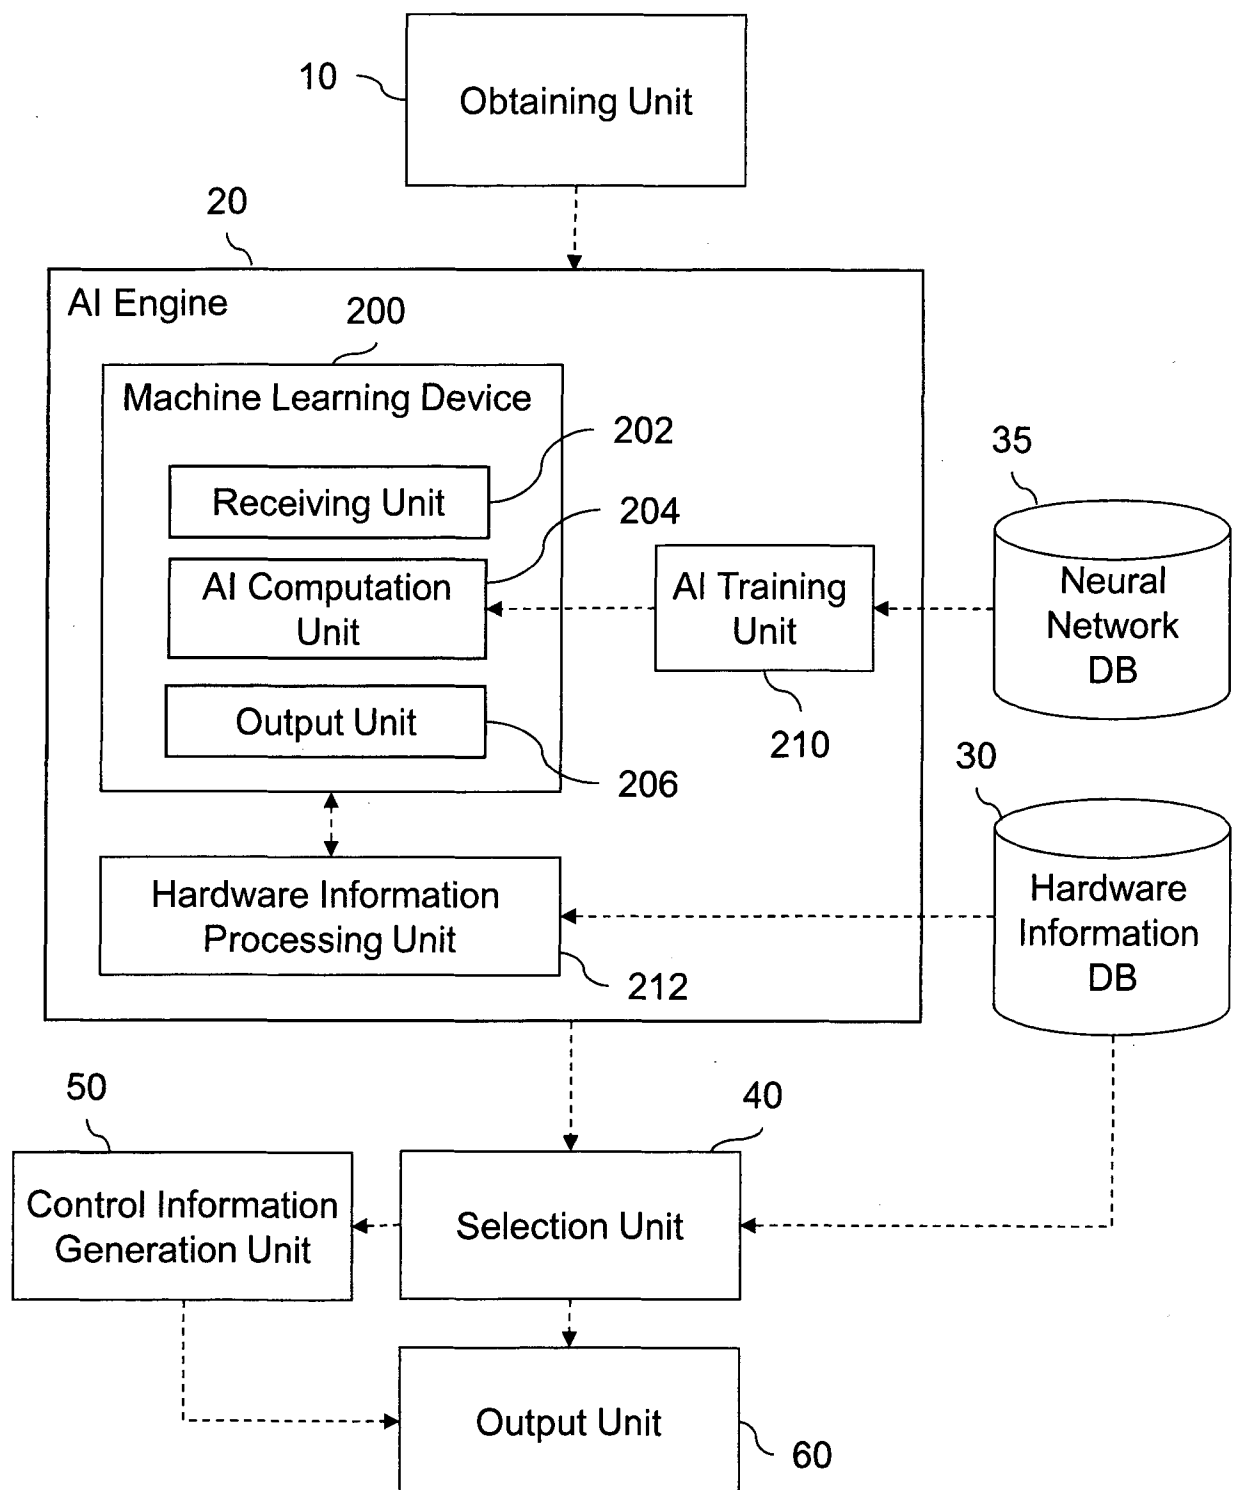 10
Obtaining Unit
20
AI Engine
200
Machine Learning Device
202
Receiving Unit
204
AI Computation
Unit
AI Training
Unit
210
35
Neural
Network
DB
Output Unit
206
30
Hardware Information
Processing Unit
212
Hardware
Information
DB
50
40
Control Information
Generation Unit
Selection Unit
Output Unit
60